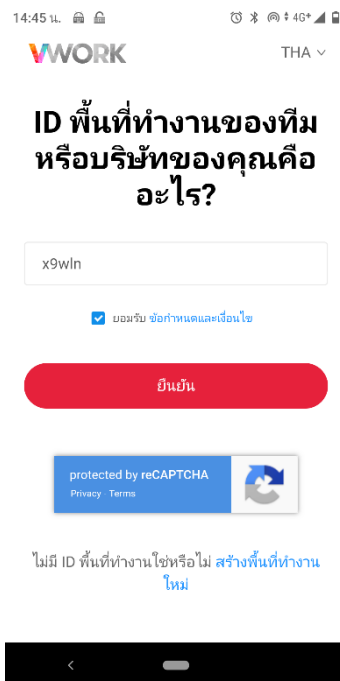 14:45 น. 4G+
VWORK
THA
ID พื้นที่ทำงานของทีม
หรือบริษัทของคุณคือ
อะไร?
x9wln
ยอมรับ ข้อกำหนดและเงื่อนไข
ยืนยัน
protected by reCAPTCHA
Privacy - Terms
ไม่มี ID พื้นที่ทำงานใช่หรือไม่ สร้างพื้นที่ทำงาน
ใหม่